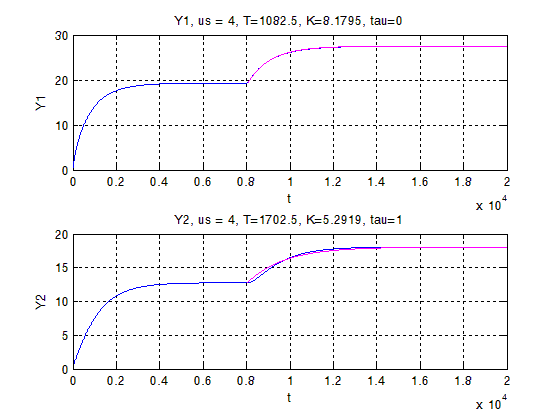 Y1, us = 4, T=1082.5, K=8.1795, tau=0
30
20
10
0
Y1
0 0.2 0.4 0.6 0.8 1 1.2 1.4 1.6 1.8 2
t
x 10^4
Y2, us = 4, T=1702.5, K=5.2919, tau=1
20
15
10
5
0
Y2
0 0.2 0.4 0.6 0.8 1 1.2 1.4 1.6 1.8 2
t
x 10^4